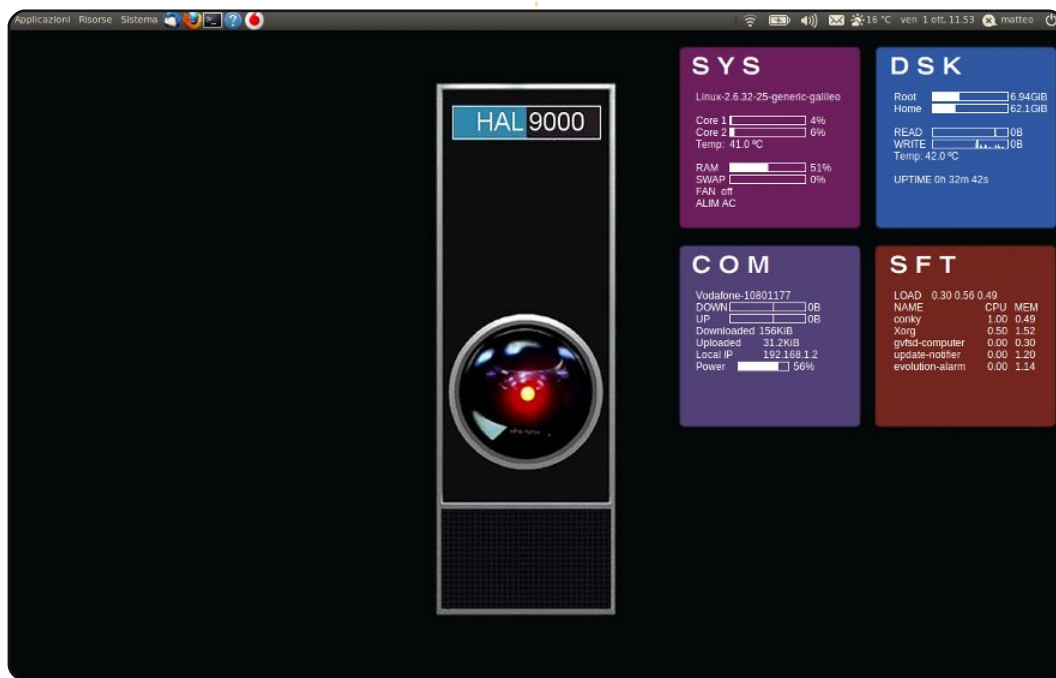 Applicazioni Risorse Sistema
16 °C ven 1 ott. 11.53 matteo
HAL 9000
SYS
Linux-2.6.32-25-generic-galileo
Core 1 4%
Core 2 6%
Temp: 41.0 ºC
RAM 51%
SWAP 0%
FAN off
ALIM AC
DSK
Root 6.94GiB
Home 62.1GiB
READ 0B
WRITE 0B
Temp: 42.0 ºC
UPTIME 0h 32m 42s
COM
Vodafone-10801177
DOWN 0B
UP 0B
Downloaded 156KiB
Uploaded 31.2KiB
Local IP 192.168.1.2
Power 56%
SFT
LOAD 0.30 0.56 0.49
NAME CPU MEM
conky 1.00 0.49
Xorg 0.50 1.52
gvfsd-computer 0.00 0.30
update-notifier 0.00 1.20
evolution-alarm 0.00 1.14